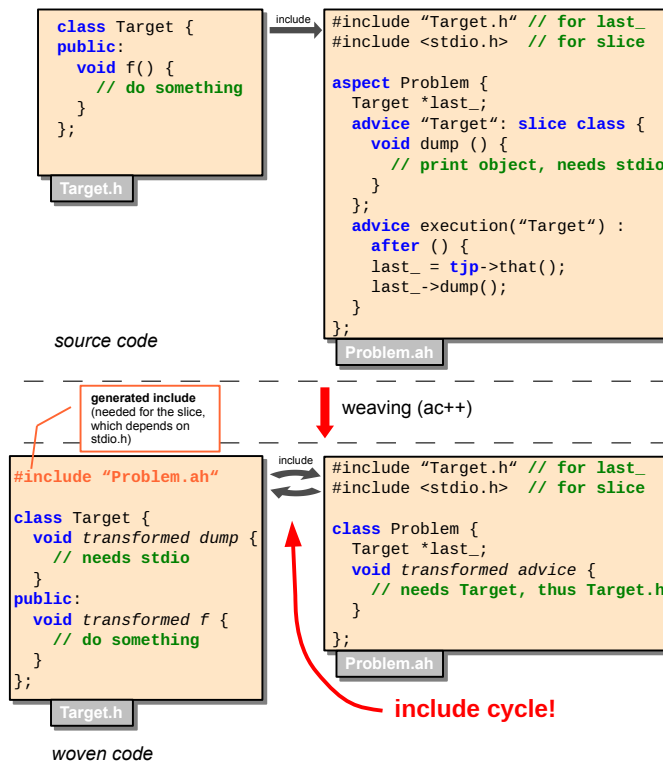 class Target {
public:
void f() {
// do something
}
};
Target.h
include
#include “Target.h“ // for last_
#include <stdio.h> // for slice
aspect Problem {
Target *last_;
advice “Target“: slice class {
void dump () {
// print object, needs stdio
}
};
advice execution(“Target“) :
after () {
last_ = tjp->that();
last_->dump();
}
};
Problem.ah
source code
generated include
(needed for the slice,
which depends on
stdio.h)
weaving (ac++)
#include “Problem.ah“
class Target {
void transformed dump {
// needs stdio
}
public:
void transformed f {
// do something
}
};
Target.h
include
#include “Target.h“ // for last_
#include <stdio.h> // for slice
class Problem {
Target *last_;
void transformed advice {
// needs Target, thus Target.h
}
};
Problem.ah
include cycle!
woven code